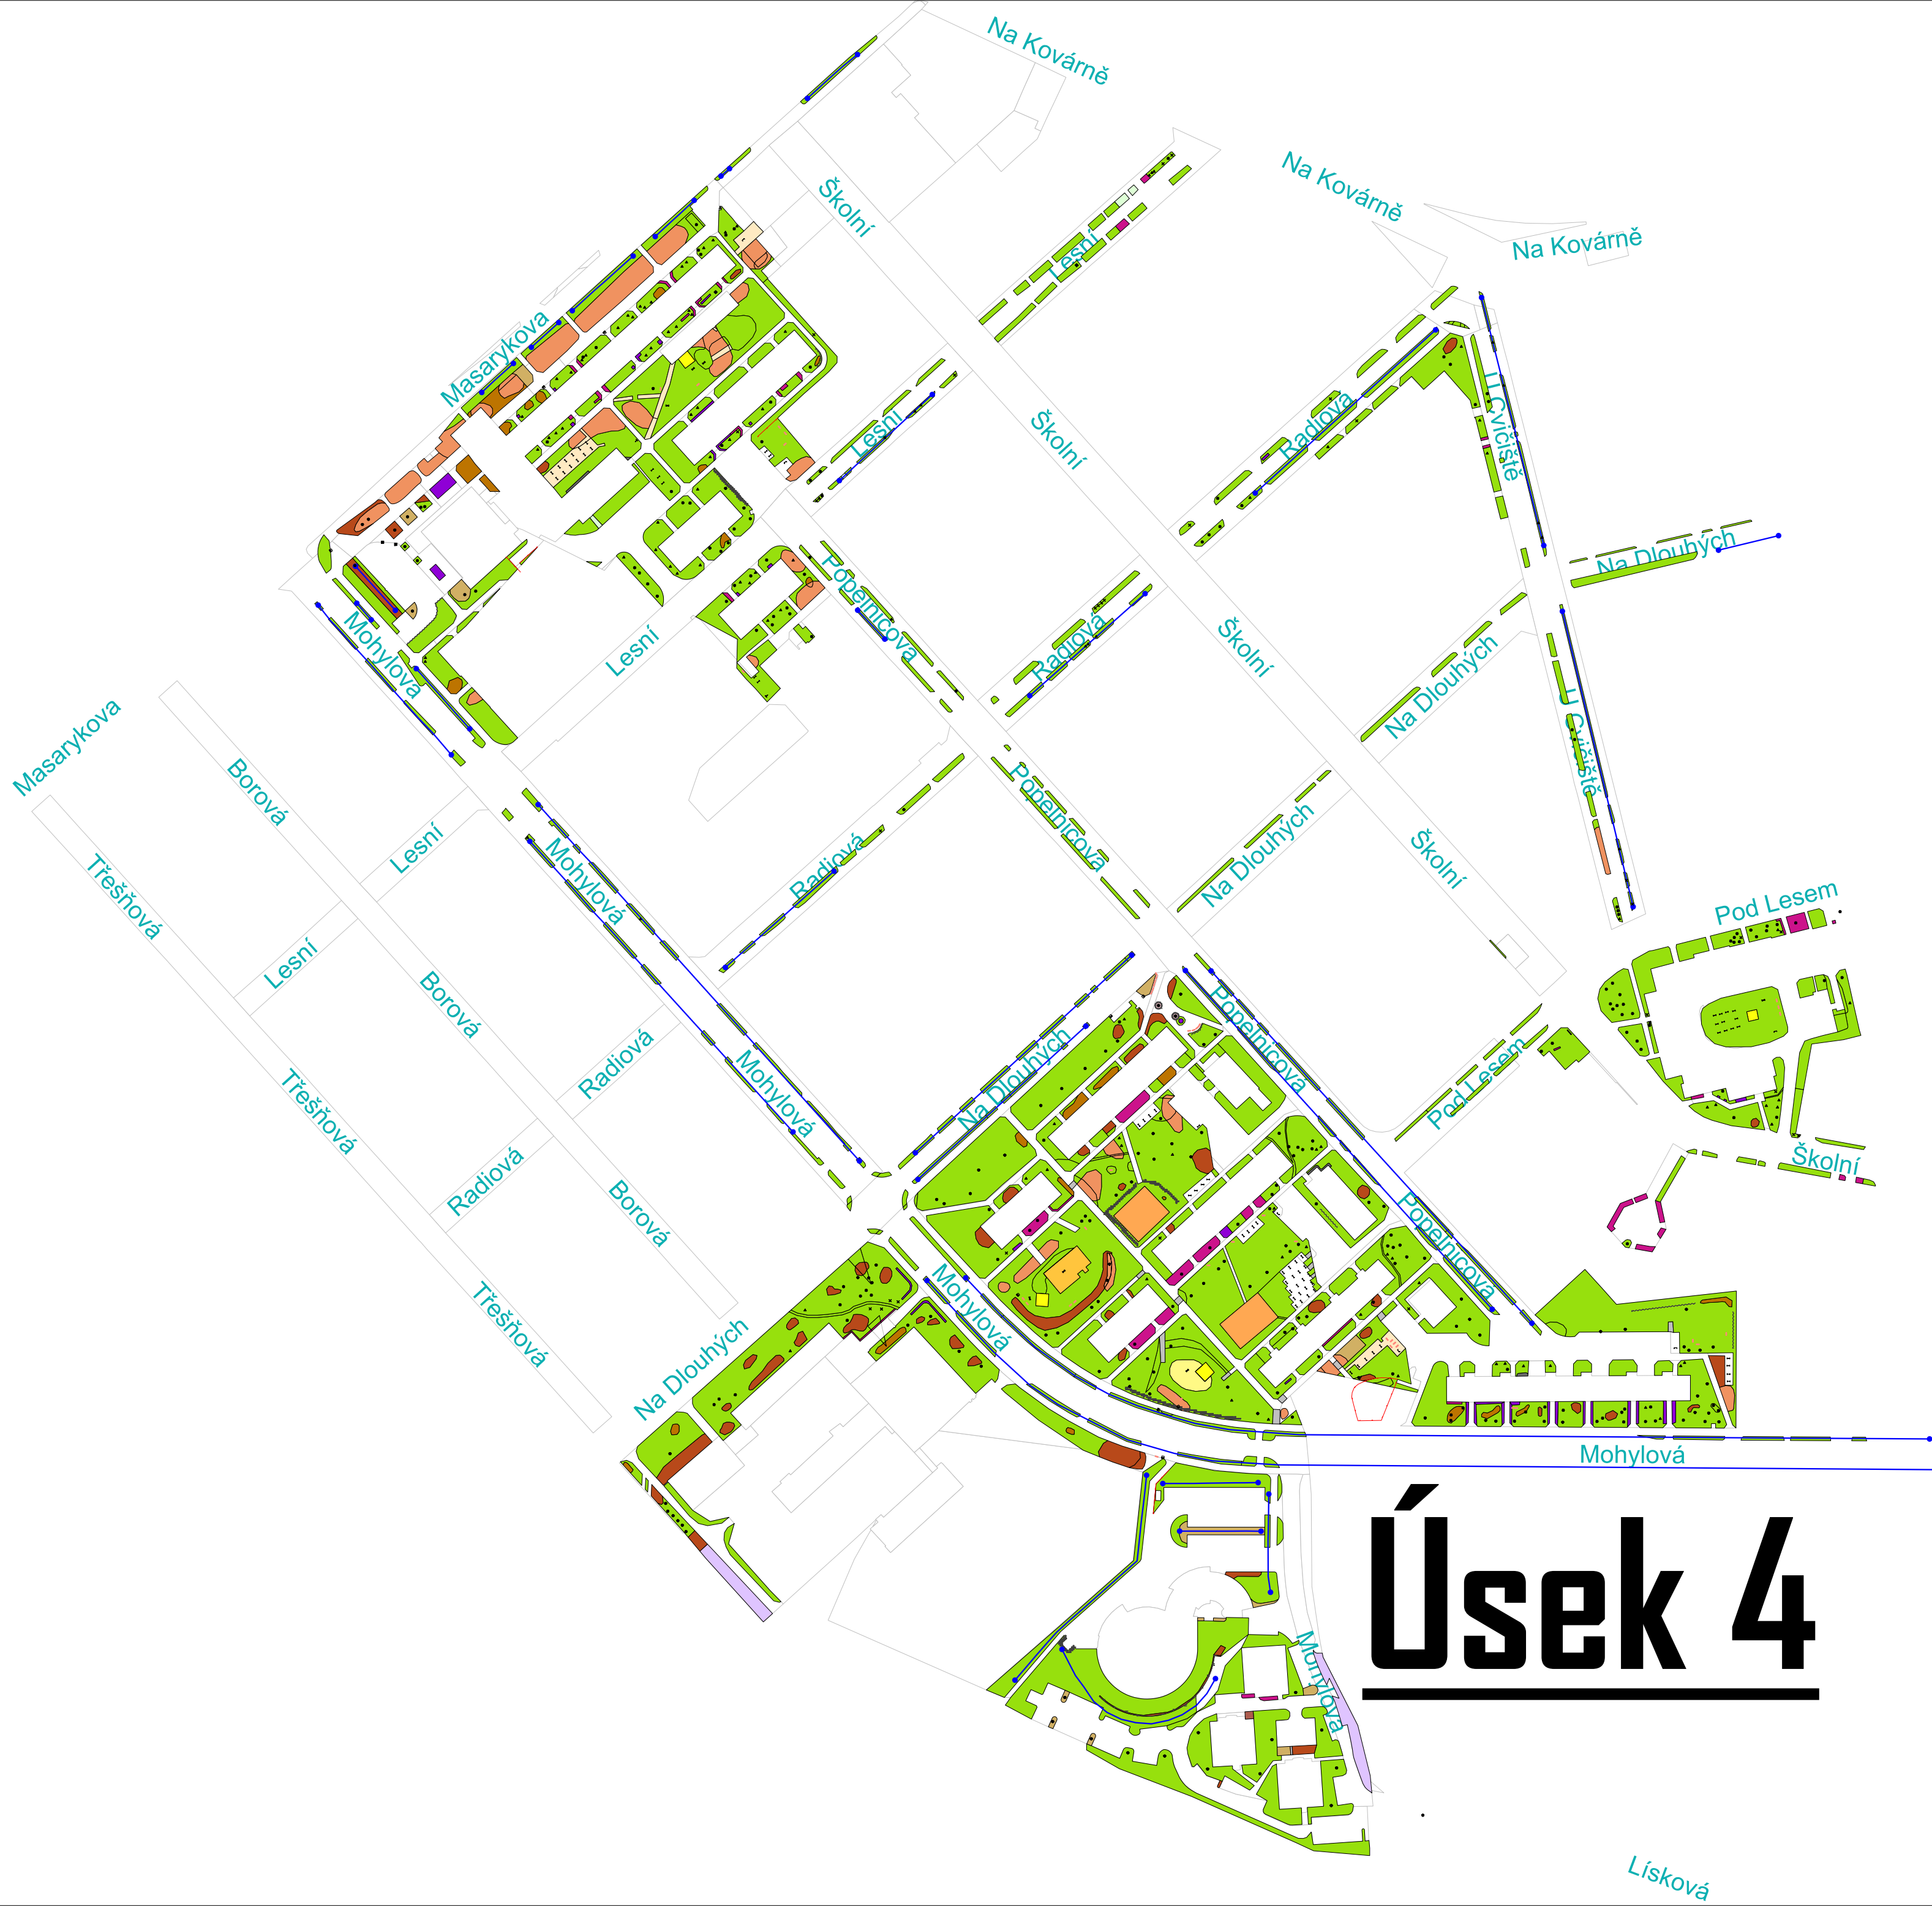 Na Kovárně
Školní
Na Kovárně
Na Kovárně
Lesní
Masarykova
Školní
Lesní
Radiova
U Cvičiště
Na Dlouhých
Popelnicova
Mohylová
Lesní
Radiová
Školní
Na Dlouhých
U Cvičiště
Masarykova
Borová
Popelnicova
Lesní
Mohylová
Radiová
Na Dlouhých
Školní
Třešňová
Pod Lesem
Lesní
Borová
Popelnicova
Na Dlouhých
Radiová
Mohylová
Pod Lesem
Třešňová
Školní
Radiová
Borová
Popelnicova
Mohylová
Třešňová
Na Dlouhých
Mohylová
Úsek 4
Mohylová
Lísková